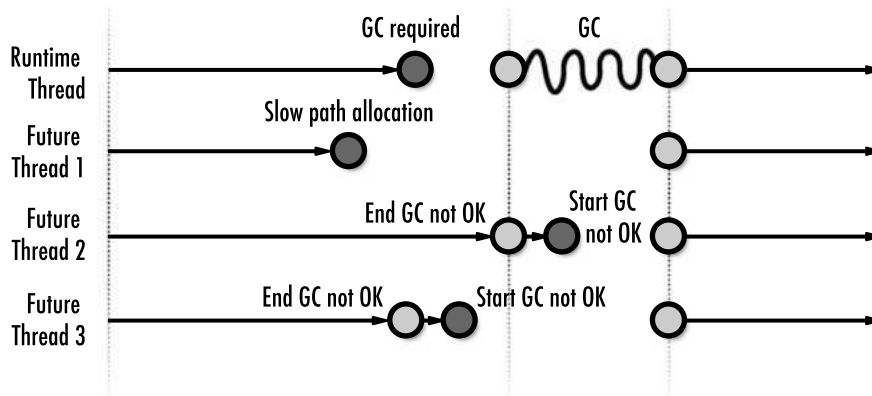 GC required
GC
Runtime
Thread
Slow path allocation
Future
Thread 1
End GC not OK
Start GC
not OK
Future
Thread 2
End GC not OK
Start GC not OK
Future
Thread 3